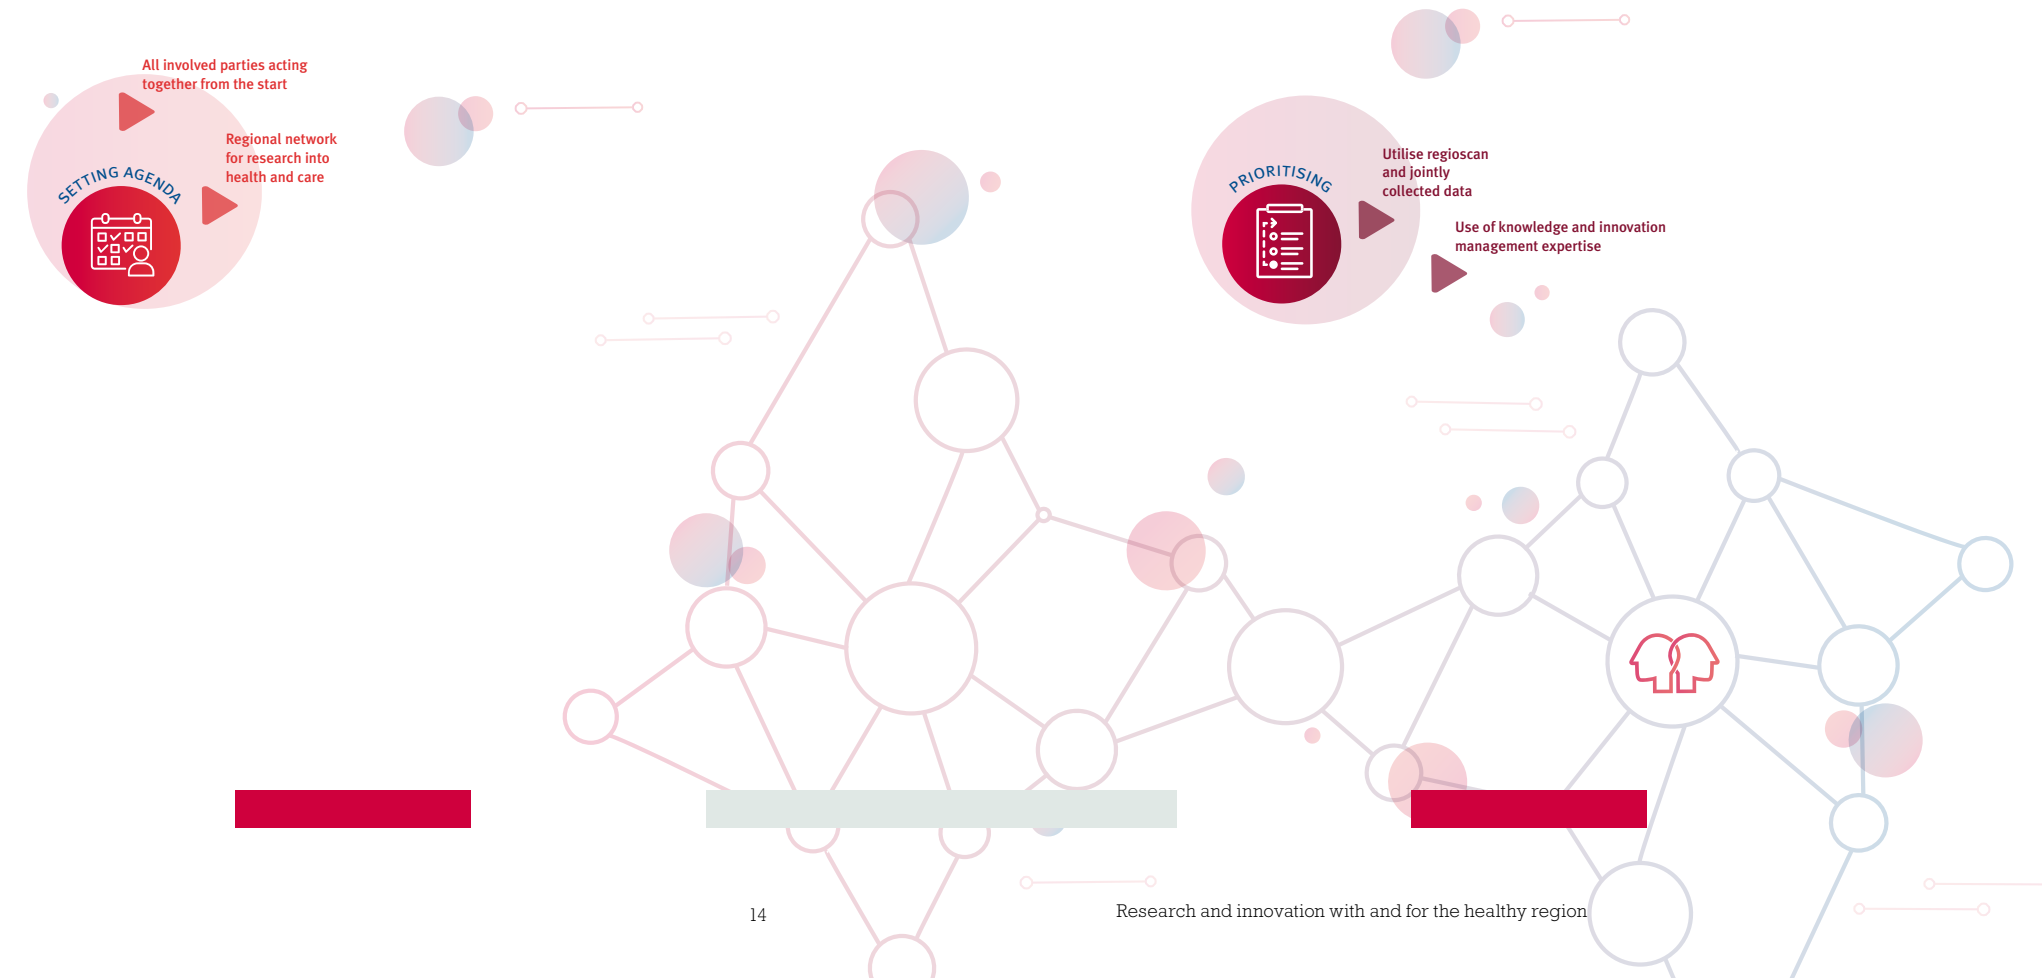 All involved parties acting
together from the start
Regional network
for research into
health and care
SETTING AGENDA
Utilise regioscan
and jointly
collected data
PRIORITISING
Use of knowledge and innovation
management expertise
14
Research and innovation with and for the healthy region